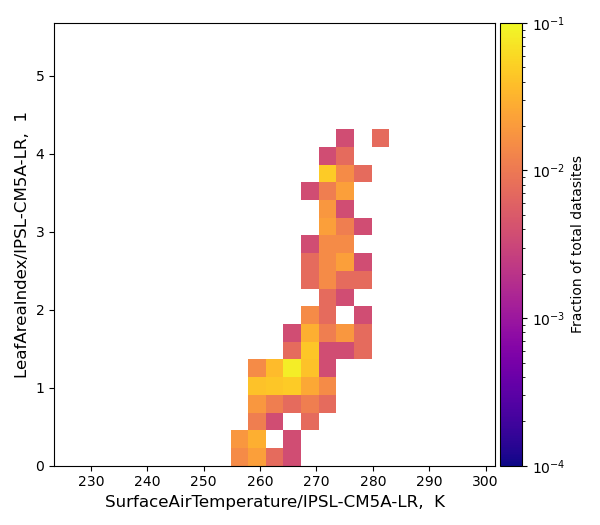 10⁻¹
5
4
10⁻²
3
2
10⁻³
1
0
10⁻⁴
230 240 250 260 270 280 290 300
SurfaceAirTemperature/IPSL-CM5A-LR, K
LeafAreaIndex/IPSL-CM5A-LR, 1
Fraction of total datasites